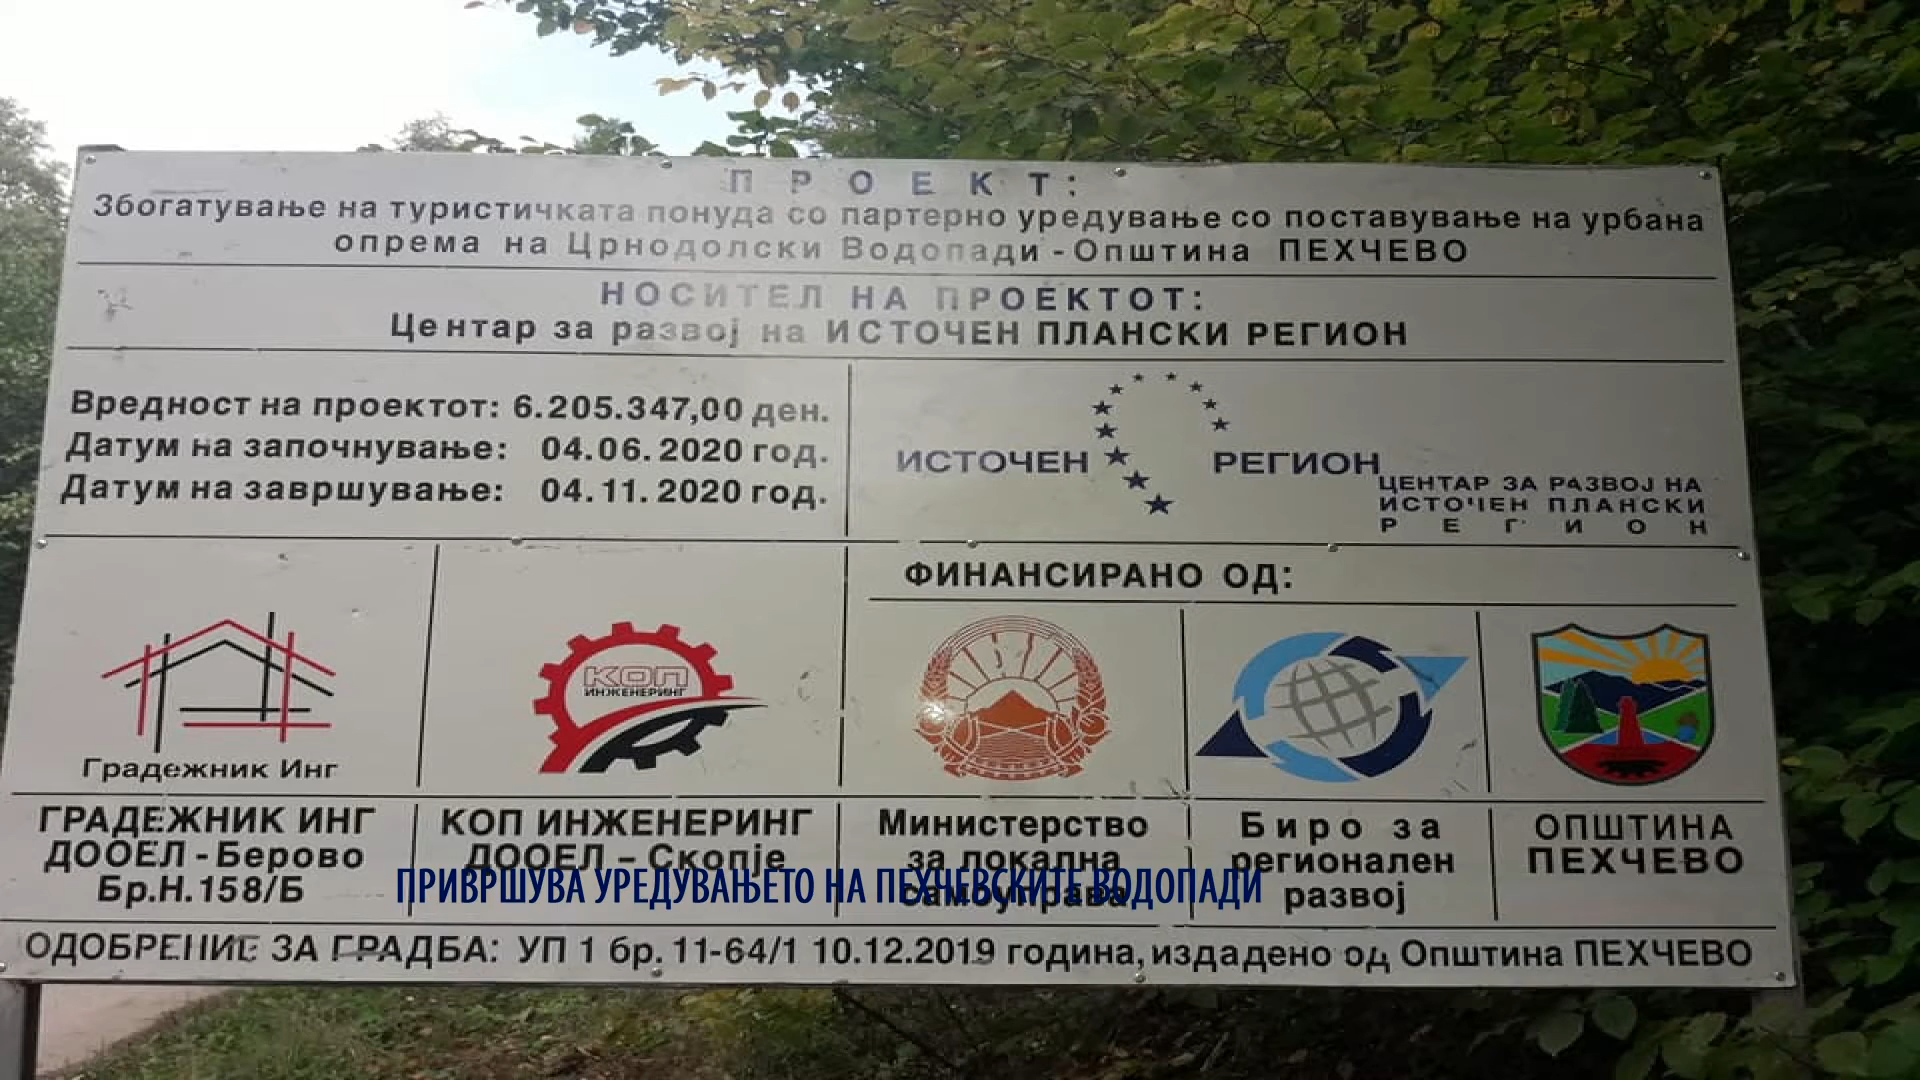 ПРОЕКТ:
Збогатување на туристичката понуда со партерно уредување со поставување на урбана
опрема на Црнодолски Водопади - Општина ПЕХЧЕВО
НОСИТЕЛ НА ПРОЕКТОТ:
Центар за развој на ИСТОЧЕН ПЛАНСКИ РЕГИОН
Вредност на проектот: 6.205.347,00 ден.
Датум на започнување: 04.06.2020 год.
Датум на завршување: 04.11.2020 год.
ИСТОЧЕН РЕГИОН
ЦЕНТАР ЗА РАЗВОЈ НА
ИСТОЧЕН ПЛАНСКИ
РЕГИОН
ФИНАНСИРАНО ОД:
Градежник Инг
КОП
ИНЖЕНЕРИНГ
ГРАДЕЖНИК ИНГ
ДООЕЛ - Берово
Бр.Н.158/Б
КОП ИНЖЕНЕРИНГ
ДООЕЛ – Скопје
Министерство
за локална
самоуправа
Биро за
регионален
развој
ОПШТИНА
ПЕХЧЕВО
ПРИВРШУВА УРЕДУВАЊЕТО НА ПЕХЧЕВСКИТЕ ВОДОПАДИ
ОДОБРЕНИЕ ЗА ГРАДБА: УП 1 бр. 11-64/1 10.12.2019 година, издадено од Општина ПЕХЧЕВО